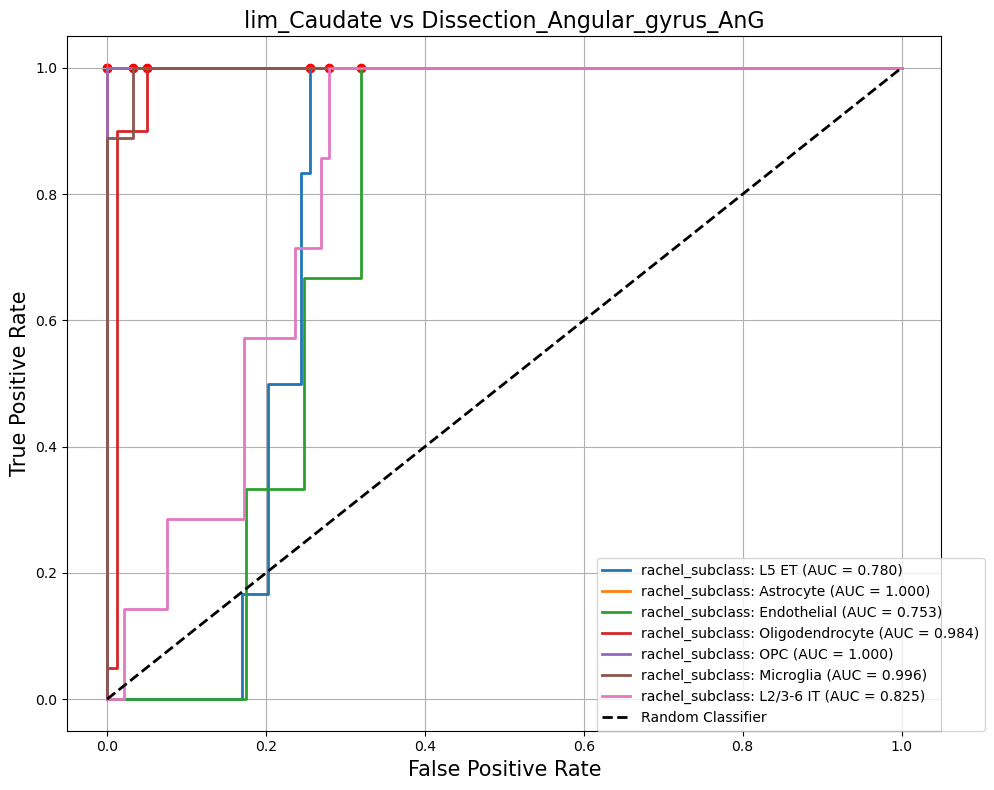 lim_Caudate vs Dissection_Angular_gyrus_AnG
True Positive Rate
1.0
0.8
0.6
0.4
0.2
0.0
rachel_subclass: L5 ET (AUC = 0.780)
rachel_subclass: Astrocyte (AUC = 1.000)
rachel_subclass: Endothelial (AUC = 0.753)
rachel_subclass: Oligodendrocyte (AUC = 0.984)
rachel_subclass: OPC (AUC = 1.000)
rachel_subclass: Microglia (AUC = 0.996)
rachel_subclass: L2/3-6 IT (AUC = 0.825)
Random Classifier
0.0 0.2 0.4 0.6 0.8 1.0
False Positive Rate